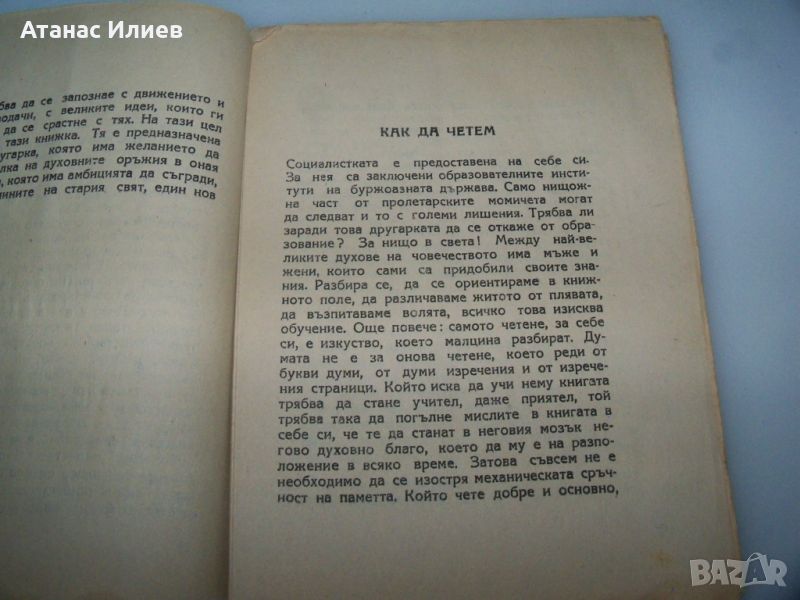 Атанас Илиев
бва да се запознае с движението и
водачи, с великите идеи, които ги
да се срастне с тях. На тази цел
тази книжка. Тя е предназначена
другарка, която има желанието да
лка на духовните оръжия в оная
, която има амбицията да съгради,
ините на стария свят, един нов
КАК ДА ЧЕТЕМ
Социалистката е предоставена на себе си.
За нея са заключени образователните инсти-
тути на буржоазната държава. Само нищож-
на част от пролетарските момичета могат
да следват и то с големи лишения. Трябва ли
заради това другарката да се откаже от об-
разование? За нищо в света! Между най-ве-
ликите духове на човечеството има мъже и
жени, които сами са придобили своите зна-
ния. Разбира се, да се ориентираме в книж-
ното поле, да различаваме житото от плявата,
да възпитаваме волята, всичко това изисква
обучение. Още повече: самото четене, за себе
си, е изкуство, което малцина разбират. Ду-
мата не е за онова четене, което реди от
букви думи, от думи изречения и от изрече-
чения страници. Който иска да учи нему книгата
трябва да стане учител, даже приятел, той
трябва така да погълне мислите в книгата в
себе си, че те да станат в неговия мозък не-
гово духовно благо, което да му е на разпо-
ложение в всяко време. Затова съвсем не е
необходимо да се изостря механическата сръч-
ност на паметта. Който чете добре и основно,
BAZAR